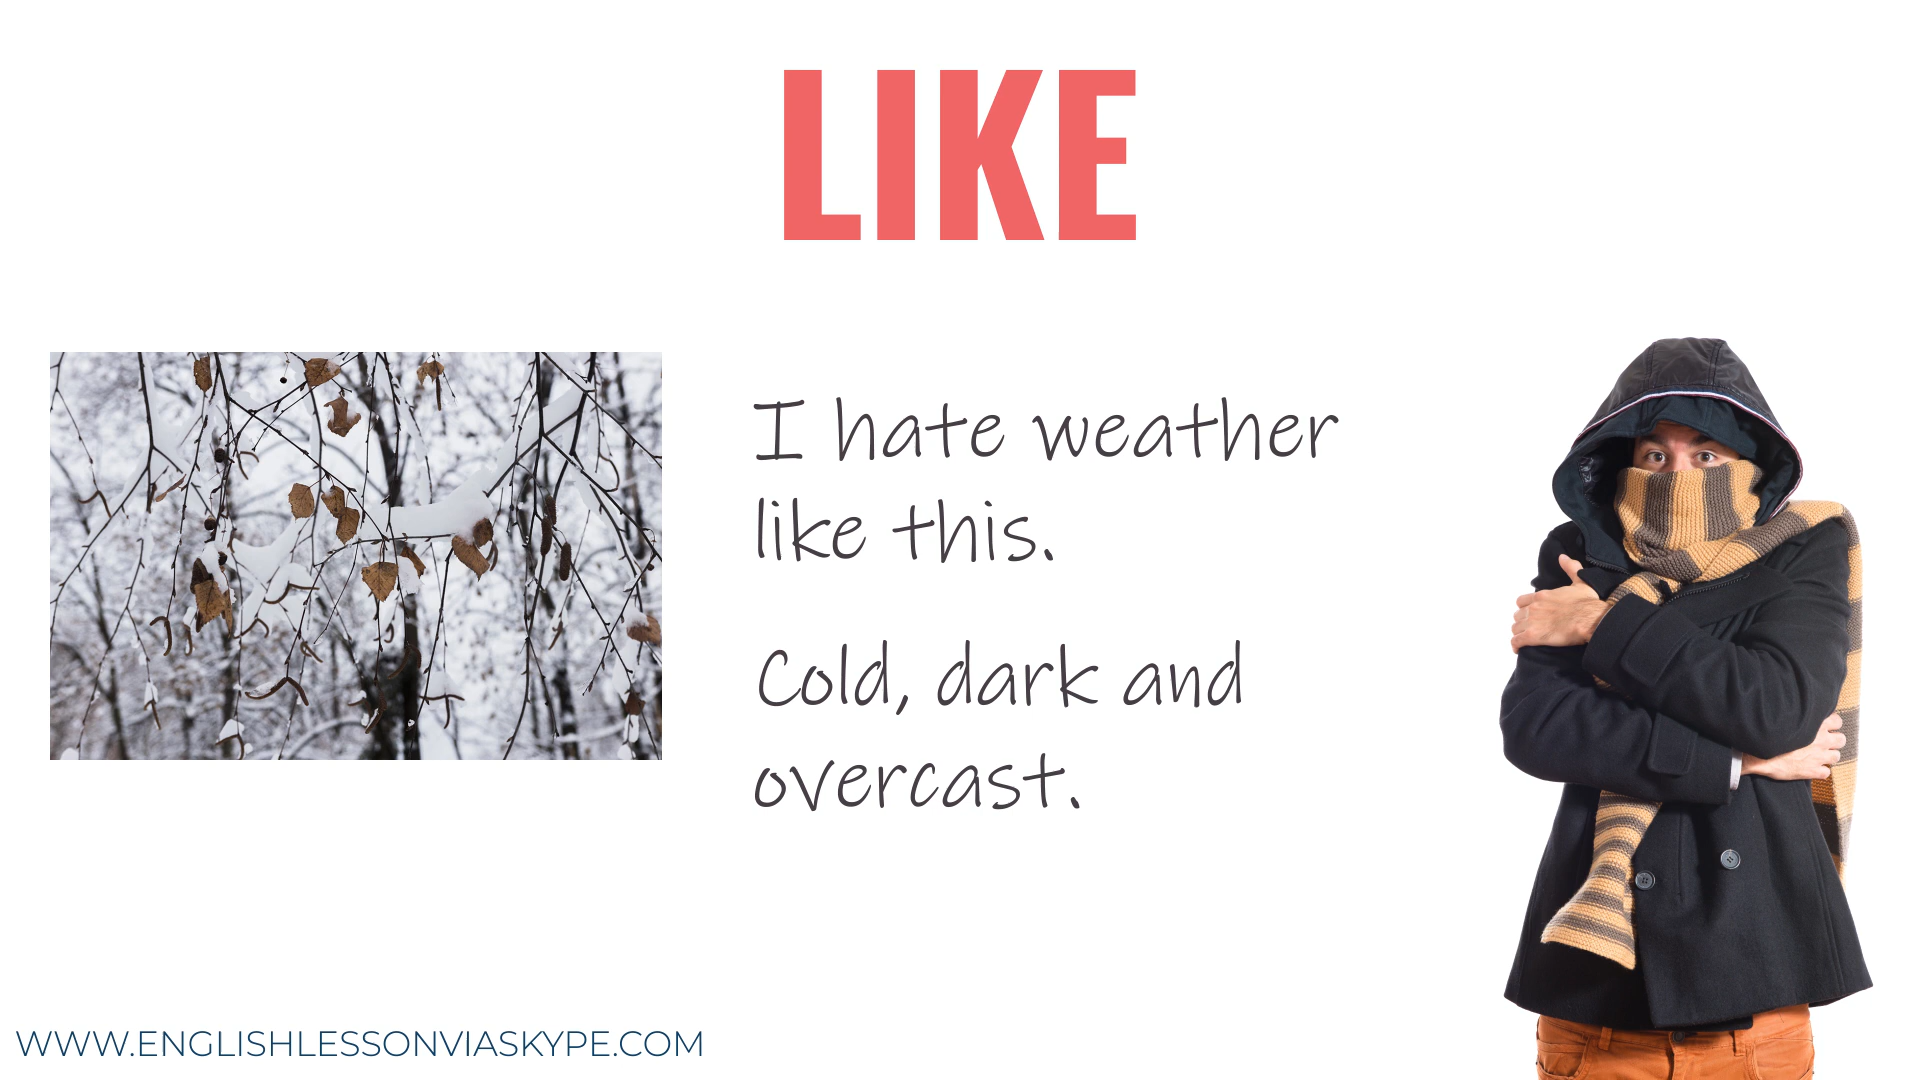 LIKE
I hate weather
like this.
Cold, dark and
overcast.
WWW.ENGLISHLESSONVIASKYPE.COM